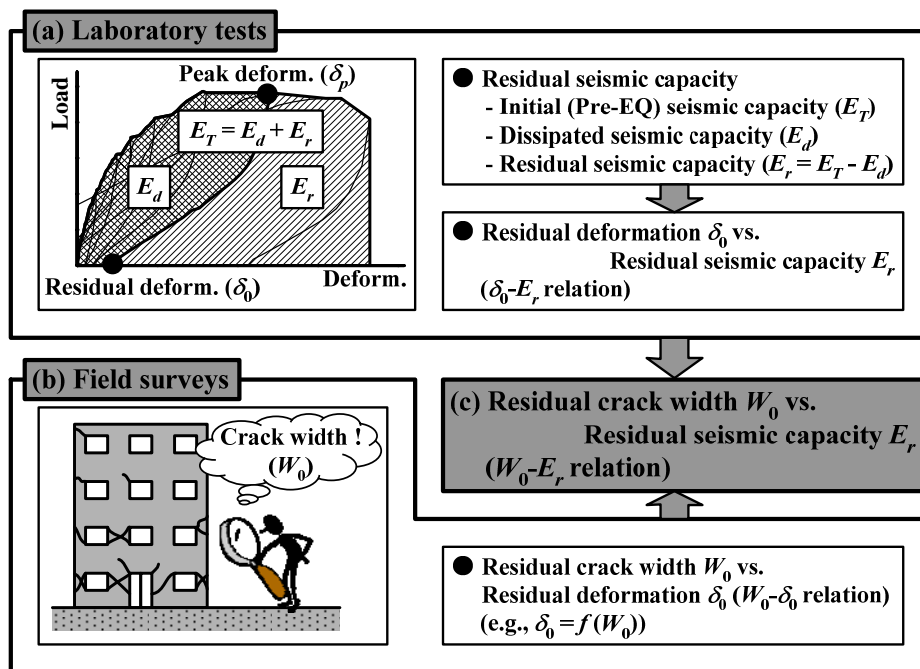 (a) Laboratory tests
Load
Peak deform. (δp)
ET = Ed + Er
Ed
Er
Deform.
Residual deform. (δ0)
● Residual seismic capacity
- Initial (Pre-EQ) seismic capacity (ET)
- Dissipated seismic capacity (Ed)
- Residual seismic capacity (Er = ET - Ed)
● Residual deformation δ0 vs.
Residual seismic capacity Er
(δ0-Er relation)
(b) Field surveys
Crack width !
(W0)
(c) Residual crack width W0 vs.
Residual seismic capacity Er
(W0-Er relation)
● Residual crack width W0 vs.
Residual deformation δ0 (W0-δ0 relation)
(e.g., δ0 = f (W0))